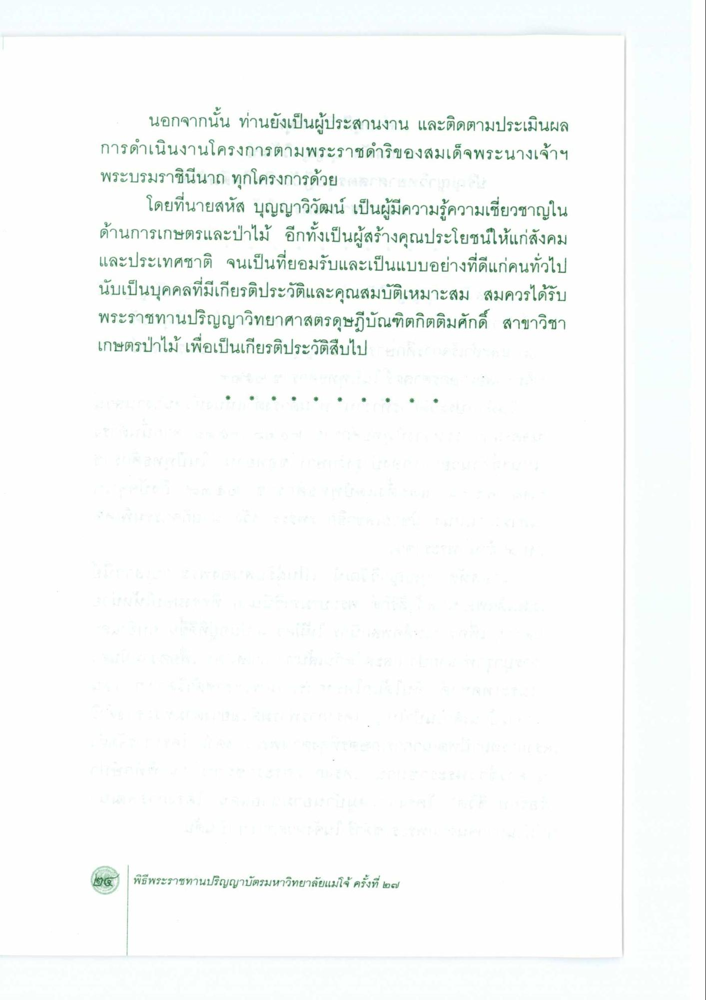 นอกจากนั้น ท่านยังเป็นผู้ประสานงาน และติดตามประเมินผล
การดำเนินงานโครงการตามพระราชดำริของสมเด็จพระนางเจ้าฯ
พระบรมราชินีนาถ ทุกโครงการด้วย
โดยที่นายสหัส บุญญาวิวัฒน์ เป็นผู้มีความรู้ความเชี่ยวชาญใน
ด้านการเกษตรและป่าไม้ อีกทั้งเป็นผู้สร้างคุณประโยชน์ให้แก่สังคม
และประเทศชาติ จนเป็นที่ยอมรับและเป็นแบบอย่างที่ดีแก่คนทั่วไป
นับเป็นบุคคลที่มีเกียรติประวัติและคุณสมบัติเหมาะสม สมควรได้รับ
พระราชทานปริญญาวิทยาศาสตรดุษฎีบัณฑิตกิตติมศักดิ์ สาขาวิชา
เกษตรป่าไม้ เพื่อเป็นเกียรติประวัติสืบไป
* * * * * * * * * *
๒๔
พิธีพระราชทานปริญญาบัตรมหาวิทยาลัยแม่โจ้ ครั้งที่ ๒๗